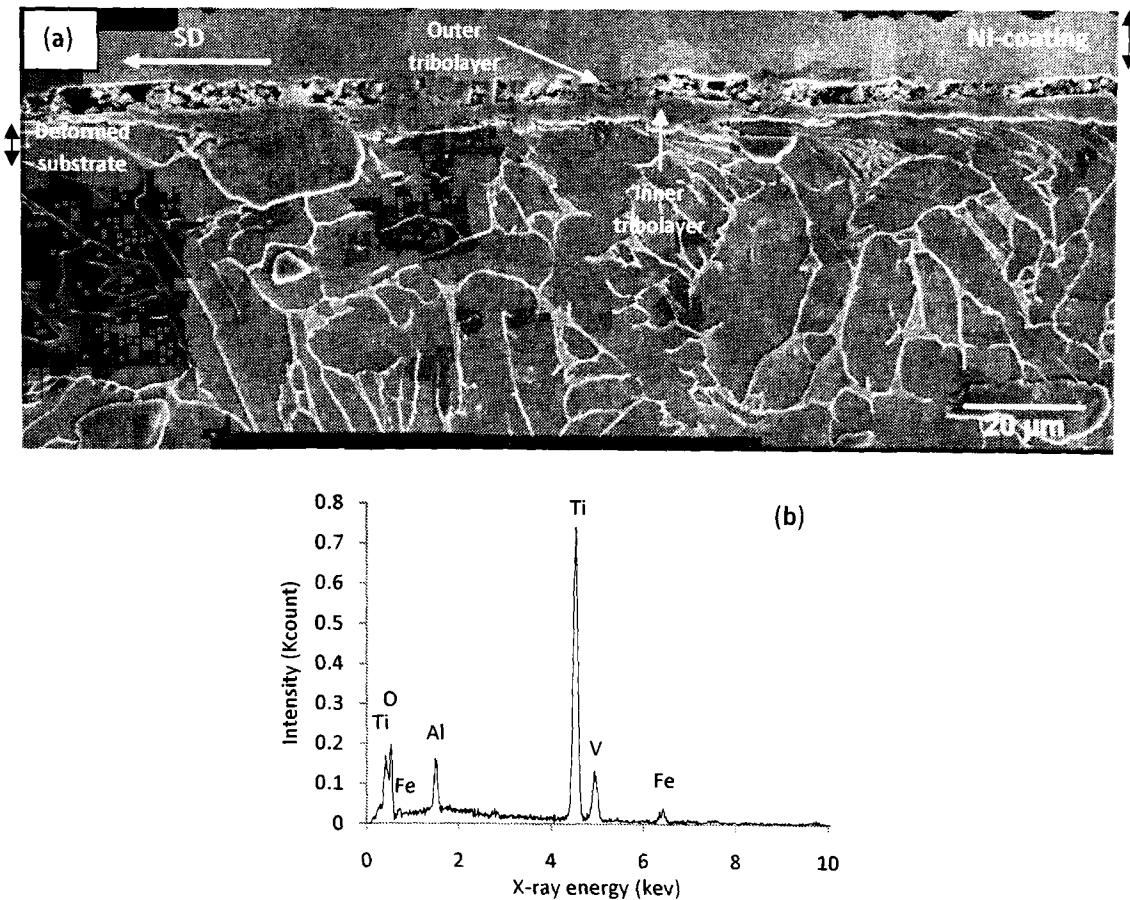 (a)
SD
Outer
tribolayer
Ni-coating
Deformed
substrate
Inner
tribolayer
20 µm
(b)
Ti
0.8
0.7
0.6
0.5
0.4
0.3
0.2
0.1
0
Intensity (Kcount)
O
Ti
Fe
Al
V
Fe
0
2
4
6
8
10
X-ray energy (kev)